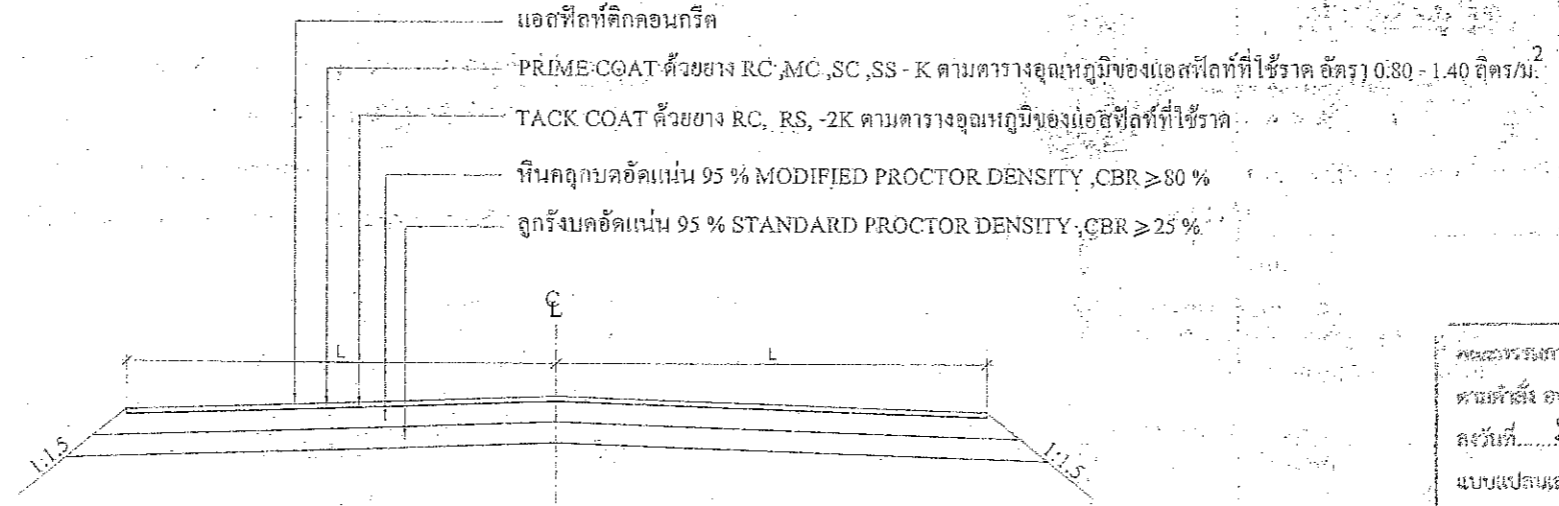 แอสฟัลท์ติกคอนกรีต
PRIME COAT ด้วยยาง RC ,MC ,SC ,SS - K ตามตารางอุณหภูมิของแอสฟัลท์ที่ใช้ราด อัตรา 0.80 - 1.40 ลิตร/ม.2
TACK COAT ด้วยยาง RC, RS, -2K ตามตารางอุณหภูมิของแอสฟัลท์ที่ใช้ราด
หินคลุกบดอัดแน่น 95 % MODIFIED PROCTOR DENSITY ,CBR ⩾ 80 %
ลูกรังบดอัดแน่น 95 % STANDARD PROCTOR DENSITY ,CBR ⩾ 25 %
℄
L L
1:1.5 1:1.5
ตามคำสั่ง
ลงวันที่......